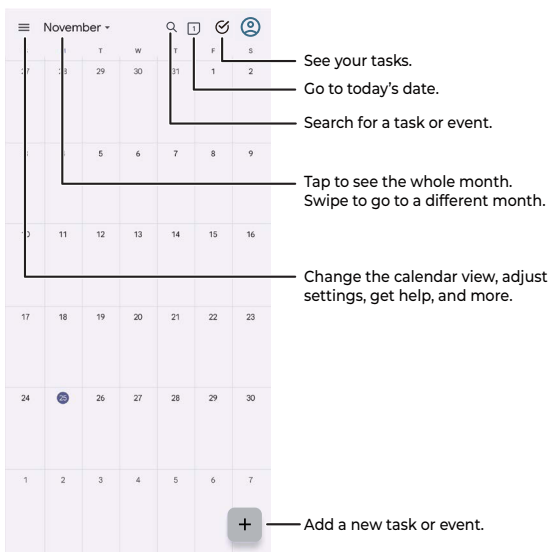 November 1
T W T F S
29 30 31 1 2
5 6 7 8 9
11 12 13 14 15 16
17 18 19 20 21 22 23
24 25 26 27 28 29 30
1 2 3 4 5 6 7
+
See your tasks.
Go to today’s date.
Search for a task or event.
Tap to see the whole month.
Swipe to go to a different month.
Change the calendar view, adjust
settings, get help, and more.
Add a new task or event.